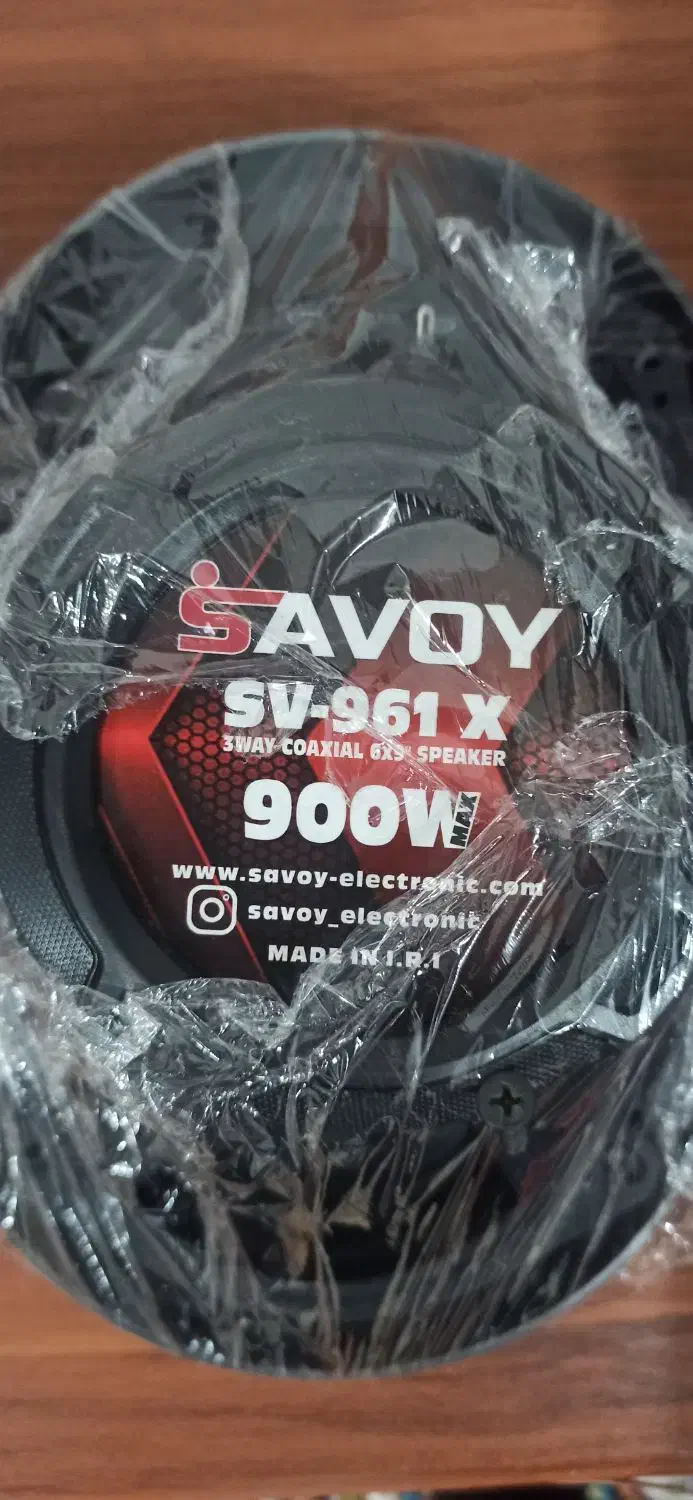 SAVOY
SV-961 X
3WAY COAXIAL 6X9" SPEAKER
900W MAX
www.savoy-electronic.com
savoy_electronic
MADE IN I.R.I